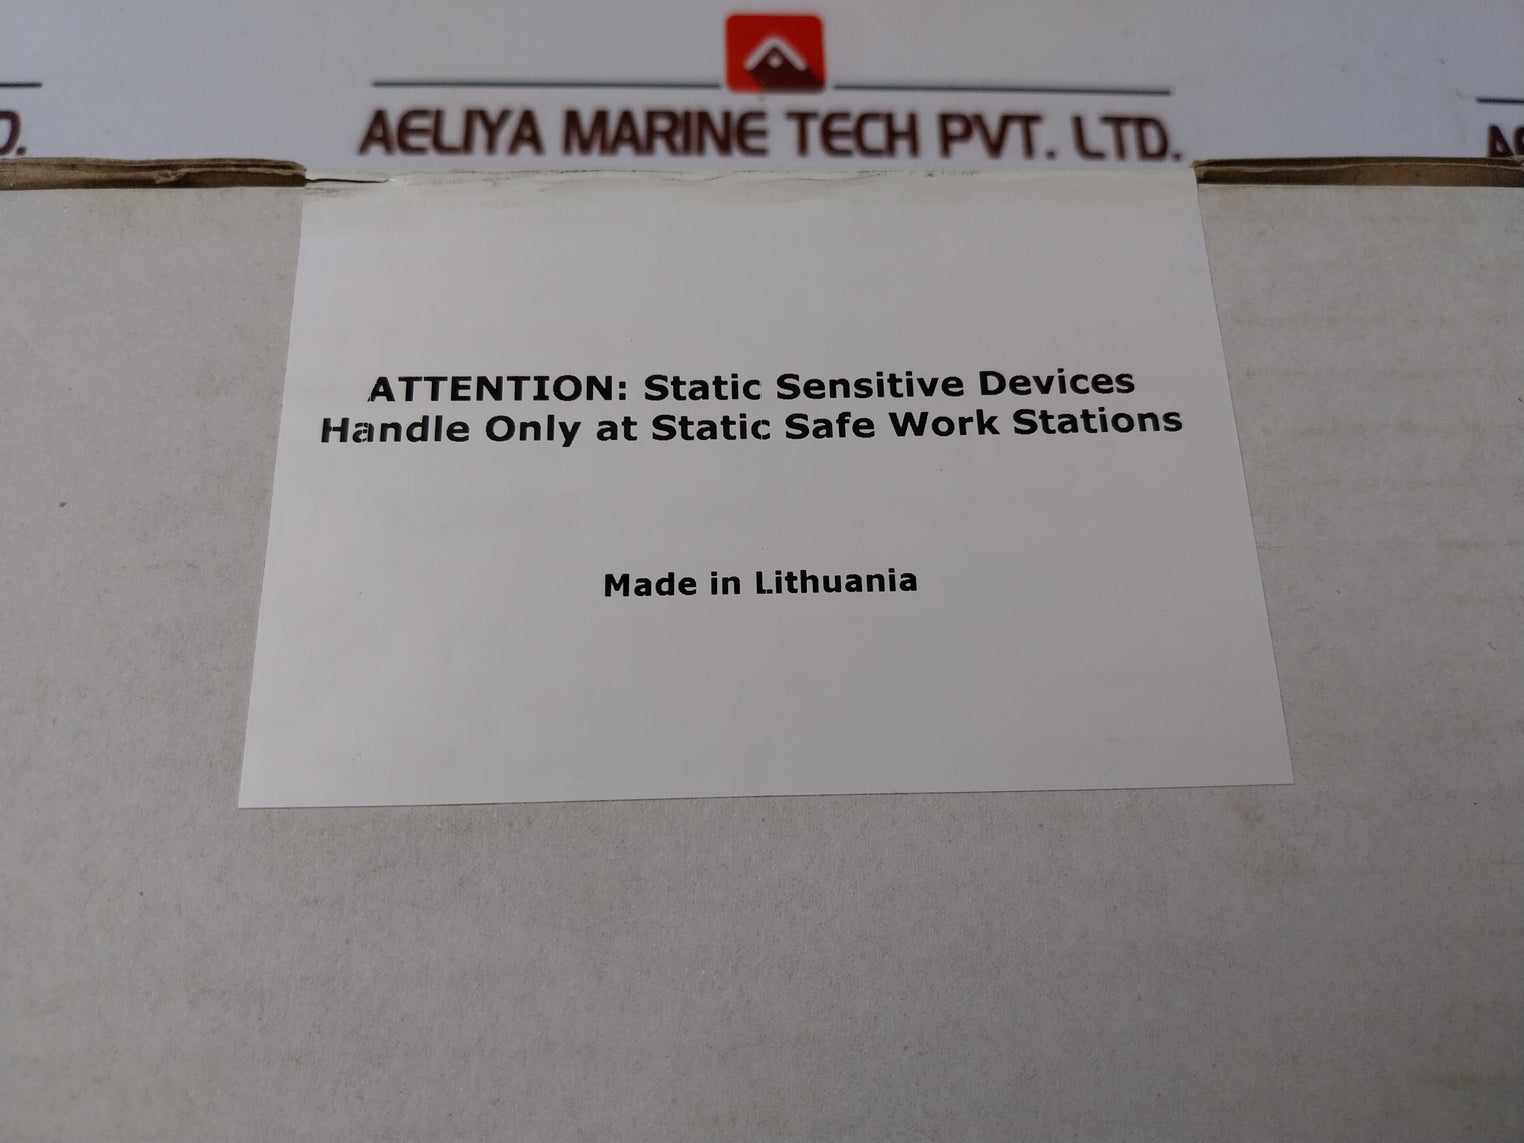 AELIYA MARINE TECH PVT. LTD.
ATTENTION: Static Sensitive Devices
Handle Only at Static Safe Work Stations
Made in Lithuania